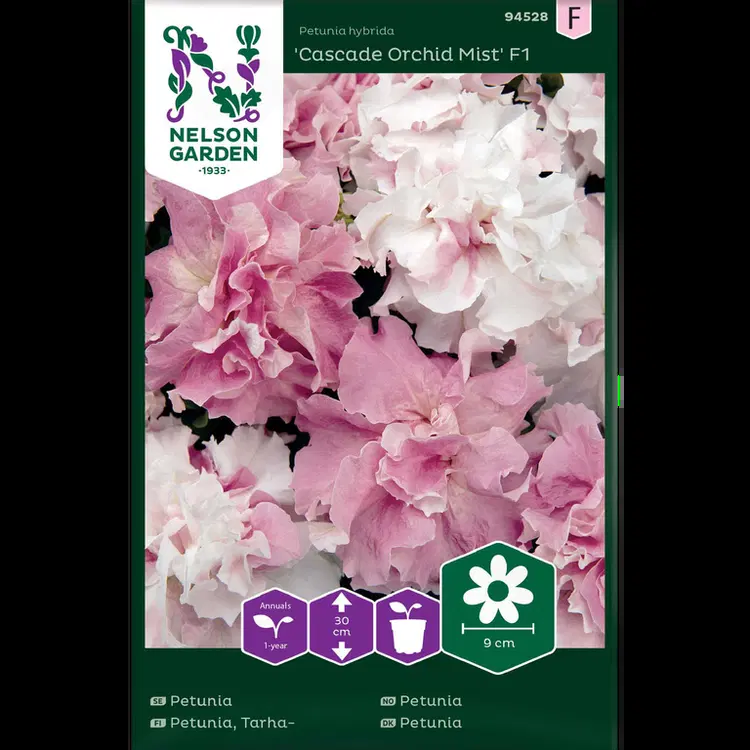 94528 F
Petunia hybrida
'Cascade Orchid Mist' F1
NELSON
GARDEN
·1933·
Annuals
1-year
30
cm
9 cm
SE Petunia
NO Petunia
FI Petunia, Tarha-
DK Petunia